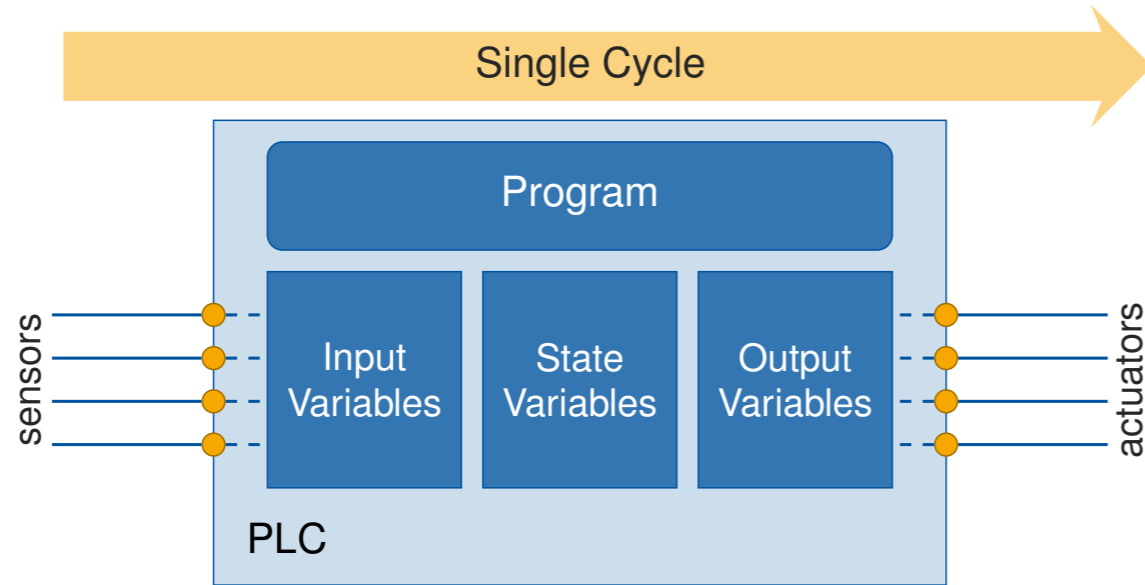 Single Cycle
Program
sensors
Input
Variables
State
Variables
Output
Variables
actuators
PLC